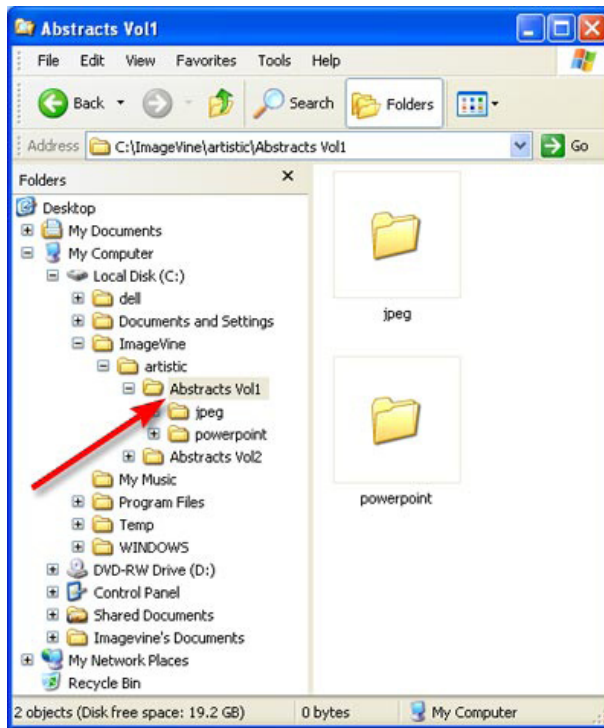 Abstracts Vol1
File Edit View Favorites Tools Help
Back Search Folders
Address C:\ImageVine\artistic\Abstracts Vol1 Go
Folders
Desktop
My Documents
My Computer
Local Disk (C:)
dell
Documents and Settings
ImageVine
artistic
Abstracts Vol1
jpeg
powerpoint
Abstracts Vol2
My Music
Program Files
Temp
WINDOWS
DVD-RW Drive (D:)
Control Panel
Shared Documents
Imagevine's Documents
My Network Places
Recycle Bin
jpeg
powerpoint
2 objects (Disk free space: 19.2 GB) 0 bytes My Computer